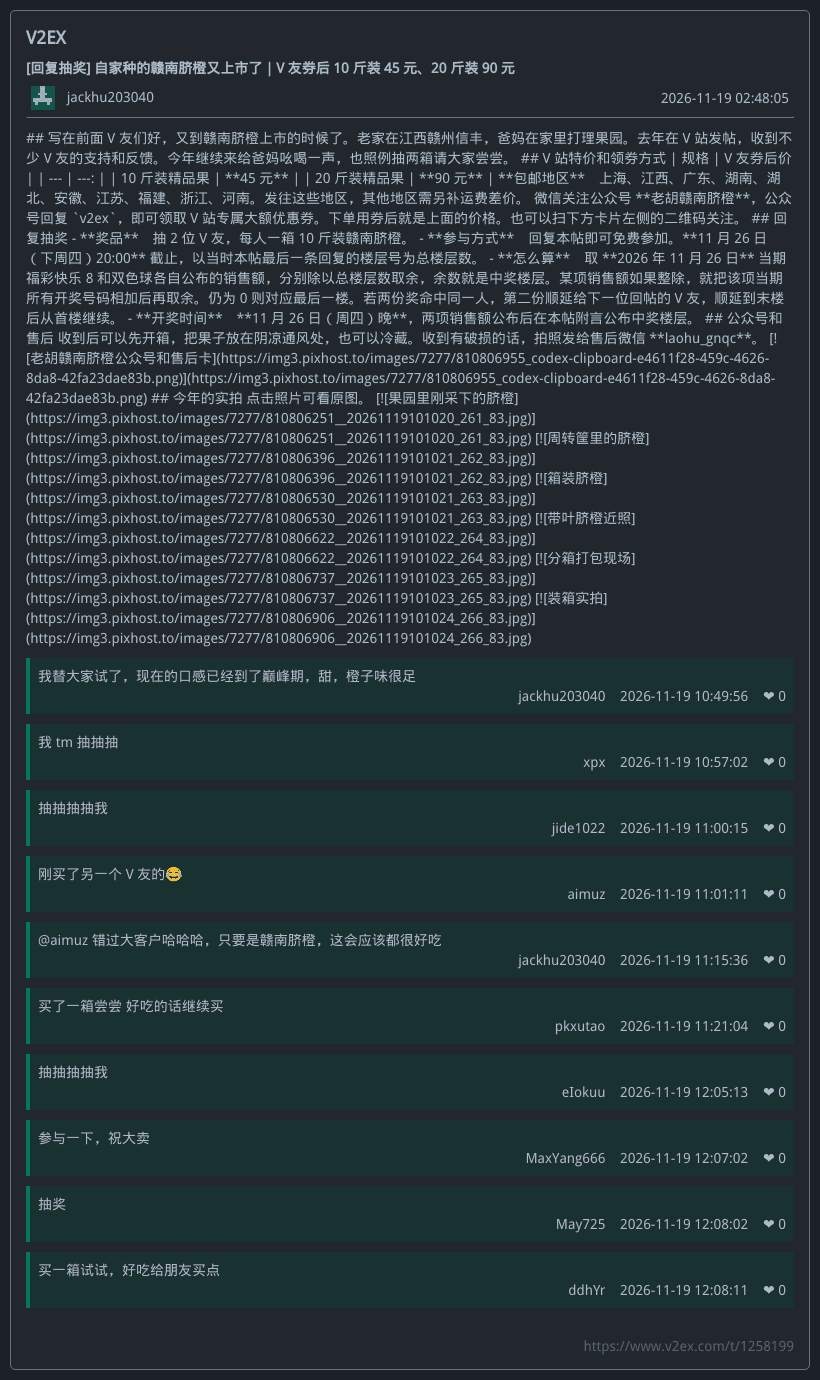 V2EX
[回复抽奖] 自家种的赣南脐橙又上市了 | V 友券后 10 斤装 45 元、20 斤装 90 元
jackhu203040 2026-11-19 02:48:05
## 写在前面 V 友们好，又到赣南脐橙上市的时候了。老家在江西赣州信丰，爸妈在家里打理果园。去年在 V 站发帖，收到不
少 V 友的支持和反馈。今年继续来给爸妈吆喝一声，也照例抽两箱请大家尝尝。 ## V 站特价和领券方式 | 规格 | V 友券后价
| | --- | ---: | | 10 斤装精品果 | **45 元** | | 20 斤装精品果 | **90 元** | **包邮地区** 上海、江西、广东、湖南、湖
北、安徽、江苏、福建、浙江、河南。发往这些地区，其他地区需另补运费差价。 微信关注公众号 **老胡赣南脐橙**，公众
号回复 `v2ex`，即可领取 V 站专属大额优惠券。下单用券后就是上面的价格。也可以扫下方卡片左侧的二维码关注。 ## 回
复抽奖 - **奖品** 抽 2 位 V 友，每人一箱 10 斤装赣南脐橙。 - **参与方式** 回复本帖即可免费参加。**11 月 26 日
（下周四）20:00** 截止，以当时本帖最后一条回复的楼层号为总楼层数。 - **怎么算** 取 **2026 年 11 月 26 日** 当期
福彩快乐 8 和双色球各自公布的销售额，分别除以总楼层数取余，余数就是中奖楼层。某项销售额如果整除，就把该项当期
所有开奖号码相加后再取余。仍为 0 则对应最后一楼。若两份奖命中同一人，第二份顺延给下一位回帖的 V 友，顺延到末楼
后从首楼继续。 - **开奖时间** **11 月 26 日（周四）晚**，两项销售额公布后在本帖附言公布中奖楼层。 ## 公众号和
售后 收到后可以先开箱，把果子放在阴凉通风处，也可以冷藏。收到有破损的话，拍照发给售后微信 **laohu_gnqc**。 [!
[老胡赣南脐橙公众号和售后卡](https://img3.pixhost.to/images/7277/810806955_codex-clipboard-e4611f28-459c-4626-
8da8-42fa23dae83b.png)](https://img3.pixhost.to/images/7277/810806955_codex-clipboard-e4611f28-459c-4626-8da8-
42fa23dae83b.png) ## 今年的实拍 点击照片可看原图。 [![果园里刚采下的脐橙]
(https://img3.pixhost.to/images/7277/810806251__20261119101020_261_83.jpg)]
(https://img3.pixhost.to/images/7277/810806251__20261119101020_261_83.jpg) [![周转筐里的脐橙]
(https://img3.pixhost.to/images/7277/810806396__20261119101021_262_83.jpg)]
(https://img3.pixhost.to/images/7277/810806396__20261119101021_262_83.jpg) [![箱装脐橙]
(https://img3.pixhost.to/images/7277/810806530__20261119101021_263_83.jpg)]
(https://img3.pixhost.to/images/7277/810806530__20261119101021_263_83.jpg) [![带叶脐橙近照]
(https://img3.pixhost.to/images/7277/810806622__20261119101022_264_83.jpg)]
(https://img3.pixhost.to/images/7277/810806622__20261119101022_264_83.jpg) [![分箱打包现场]
(https://img3.pixhost.to/images/7277/810806737__20261119101023_265_83.jpg)]
(https://img3.pixhost.to/images/7277/810806737__20261119101023_265_83.jpg) [![装箱实拍]
(https://img3.pixhost.to/images/7277/810806906__20261119101024_266_83.jpg)]
(https://img3.pixhost.to/images/7277/810806906__20261119101024_266_83.jpg)
我替大家试了，现在的口感已经到了巅峰期，甜，橙子味很足
jackhu203040 2026-11-19 10:49:56 ❤ 0
我 tm 抽抽抽
xpx 2026-11-19 10:57:02 ❤ 0
抽抽抽抽我
jide1022 2026-11-19 11:00:15 ❤ 0
刚买了另一个 V 友的😂
aimuz 2026-11-19 11:01:11 ❤ 0
@aimuz 错过大客户哈哈哈，只要是赣南脐橙，这会应该都很好吃
jackhu203040 2026-11-19 11:15:36 ❤ 0
买了一箱尝尝 好吃的话继续买
pkxutao 2026-11-19 11:21:04 ❤ 0
抽抽抽抽我
eIokuu 2026-11-19 12:05:13 ❤ 0
参与一下，祝大卖
MaxYang666 2026-11-19 12:07:02 ❤ 0
抽奖
May725 2026-11-19 12:08:02 ❤ 0
买一箱试试，好吃给朋友买点
ddhYr 2026-11-19 12:08:11 ❤ 0
https://www.v2ex.com/t/1258199